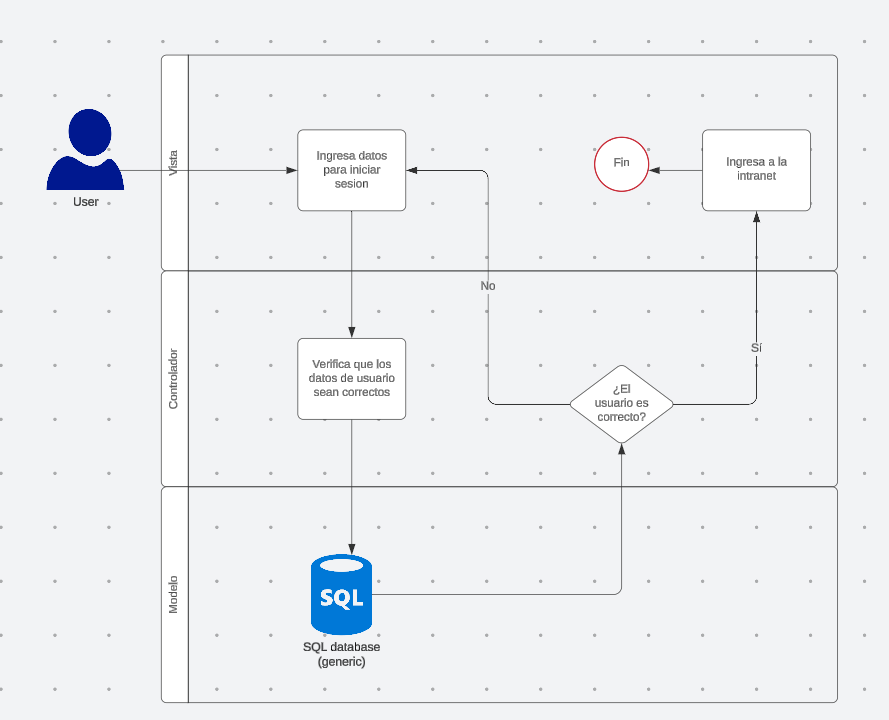 Vista
User
Ingresa datos
para iniciar
sesion
Fin
Ingresa a la
intranet
No
Controlador
Verifica que los
datos de usuario
sean correctos
¿El
usuario es
correcto?
Sí
Modelo
SQL
SQL database
(generic)